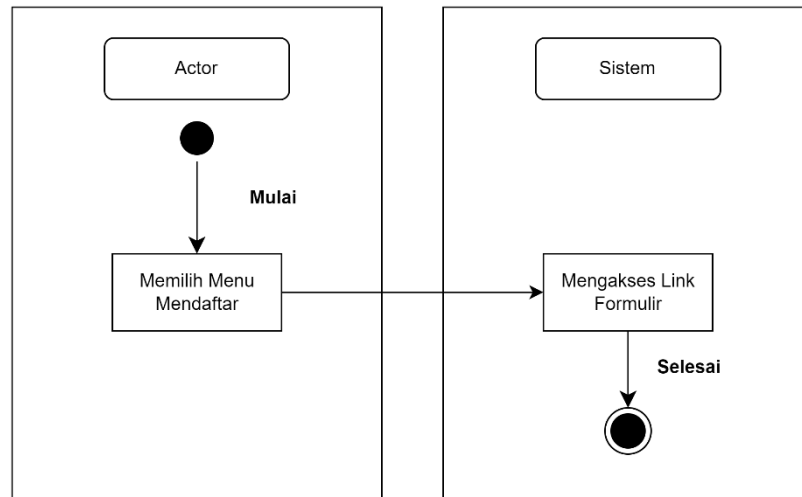 Actor
Sistem
Mulai
Memilih Menu
Mendaftar
Mengakses Link
Formulir
Selesai